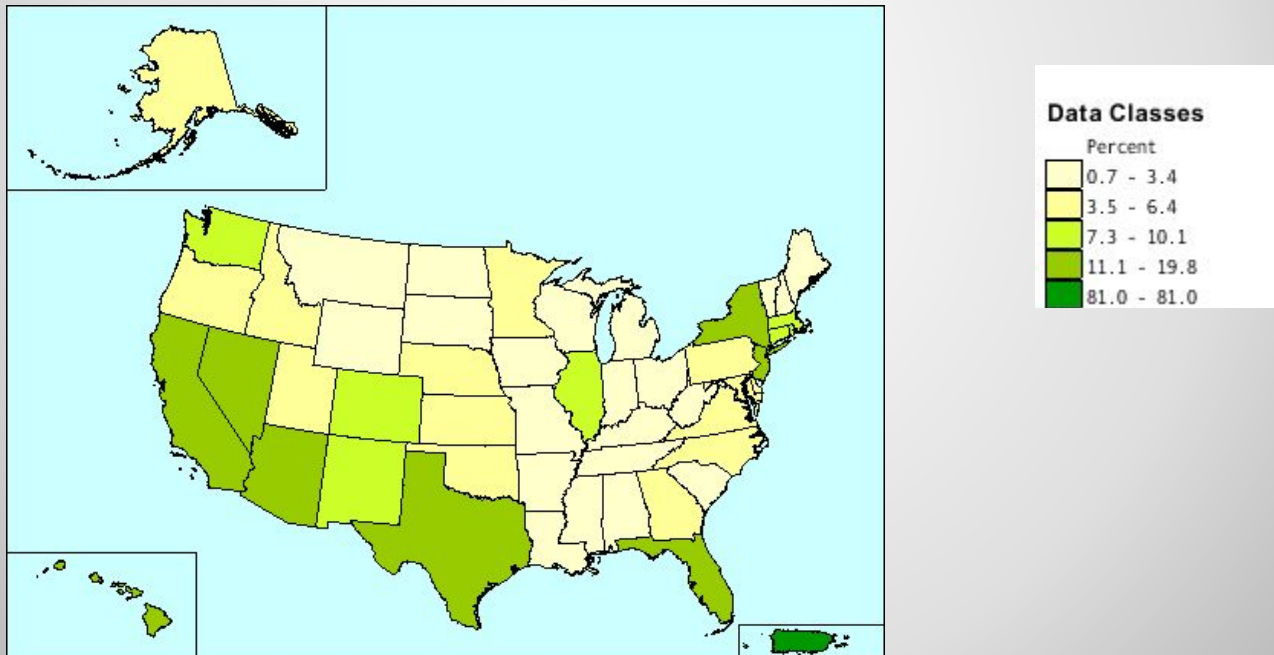 Data Classes
Percent
0.7 - 3.4
3.5 - 6.4
7.3 - 10.1
11.1 - 19.8
81.0 - 81.0